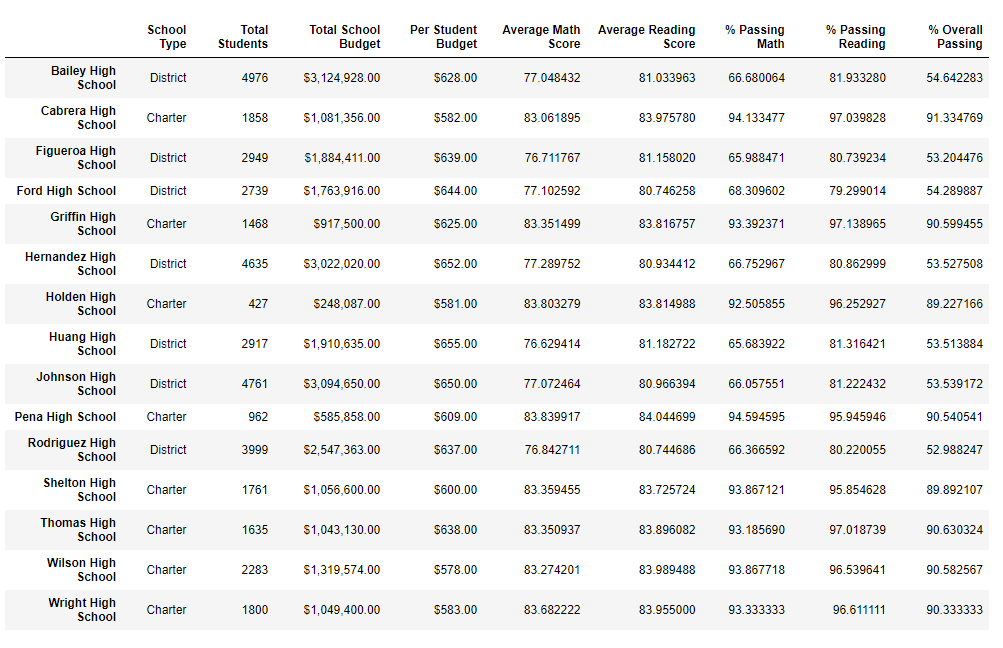 School Type Total Students Total School Budget Per Student Budget Average Math Score Average Reading Score % Passing Math % Passing Reading % Overall Passing
Bailey High School District 4976 $3,124,928.00 $628.00 77.048432 81.033963 66.680064 81.933280 54.642283
Cabrera High School Charter 1858 $1,081,356.00 $582.00 83.061895 83.975780 94.133477 97.039828 91.334769
Figueroa High School District 2949 $1,884,411.00 $639.00 76.711767 81.158020 65.988471 80.739234 53.204476
Ford High School District 2739 $1,763,916.00 $644.00 77.102592 80.746258 68.309602 79.299014 54.289887
Griffin High School Charter 1468 $917,500.00 $625.00 83.351499 83.816757 93.392371 97.138965 90.599455
Hernandez High School District 4635 $3,022,020.00 $652.00 77.289752 80.934412 66.752967 80.862999 53.527508
Holden High School Charter 427 $248,087.00 $581.00 83.803279 83.814988 92.505855 96.252927 89.227166
Huang High School District 2917 $1,910,635.00 $655.00 76.629414 81.182722 65.683922 81.316421 53.513884
Johnson High School District 4761 $3,094,650.00 $650.00 77.072464 80.966394 66.057551 81.222432 53.539172
Pena High School Charter 962 $585,858.00 $609.00 83.839917 84.044699 94.594595 95.945946 90.540541
Rodriguez High School District 3999 $2,547,363.00 $637.00 76.842711 80.744686 66.366592 80.220055 52.988247
Shelton High School Charter 1761 $1,056,600.00 $600.00 83.359455 83.725724 93.867121 95.854628 89.892107
Thomas High School Charter 1635 $1,043,130.00 $638.00 83.350937 83.896082 93.185690 97.018739 90.630324
Wilson High School Charter 2283 $1,319,574.00 $578.00 83.274201 83.989488 93.867718 96.539641 90.582567
Wright High School Charter 1800 $1,049,400.00 $583.00 83.682222 83.955000 93.333333 96.611111 90.333333